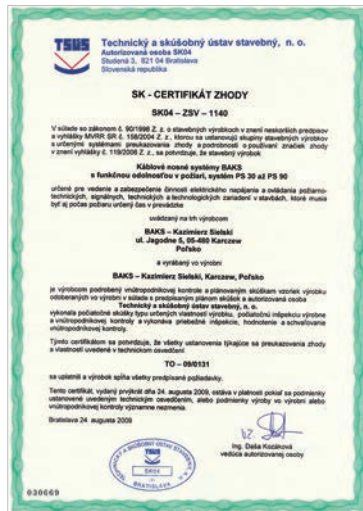 TSÚS
Technický a skúšobný ústav stavebný, n. o.
Autorizovaná osoba SK04
Studená 3, 821 04 Bratislava
Slovenská republika
SK - CERTIFIKÁT ZHODY
SK04 – ZSV – 1140
V súlade so zákonom č. 90/1998 Z. z. o stavebných výrobkoch v znení neskorších predpisov
a vyhlášky MVRR SR č. 158/2004 Z. z., ktorou sa ustanovujú skupiny stavebných výrobkov
s určenými systémami preukazovania zhody a podrobnosti o používaní značiek zhody
v znení vyhlášky č. 119/2006 Z. z., sa potvrdzuje, že stavebný výrobok
Káblové nosné systémy BAKS
s funkčnou odolnosťou v požiari, systém PS 30 až PS 90
určené pre vedenie a zabezpečenie činnosti elektrického napájania a ovládania požiarno-
technických, signálnych, technických a technologických zariadení v stavbách, ktoré musia
byť aj počas požiaru určený čas v prevádzke
uvádzaný na trh výrobcom
BAKS – Kazimierz Sielski
ul. Jagodne 5, 05-480 Karczew
Poľsko
a vyrábaný vo výrobni
BAKS – Kazimierz Sielski, Karczew, Poľsko
je výrobcom podrobený vnútropodnikovej kontrole a plánovaným skúškam vzoriek výrobku
odoberaných vo výrobni v súlade s predpísaným plánom skúšok a autorizovaná osoba
Technický a skúšobný ústav stavebný, n. o.
vykonala počiatočné skúšky typu určených vlastností výrobku, počiatočnú inšpekciu výrobne
a vnútropodnikovej kontroly a vykonáva priebežné inšpekcie, hodnotenie a schvaľovanie
vnútropodnikovej kontroly.
Týmto certifikátom sa potvrdzuje, že všetky ustanovenia týkajúce sa preukazovania zhody
a vlastností uvedené v technickom osvedčení
TO – 09/0131
sa uplatnili a výrobok spĺňa všetky predpísané požiadavky.
Tento certifikát, vydaný prvýkrát dňa 24. augusta 2009, ostáva v platnosti pokiaľ sa podmienky
ustanovené uvedeným technickým osvedčením, alebo podmienky výroby vo výrobni alebo
vnútropodnikovej kontroly významne nezmenia.
Bratislava 24. augusta 2009
Ing. Daša Kozáková
vedúca autorizovanej osoby
TECHNICKÝ A SKÚŠOBNÝ ÚSTAV STAVEBNÝ, n. o.
TSÚS
SK04
BRATISLAVA
030669